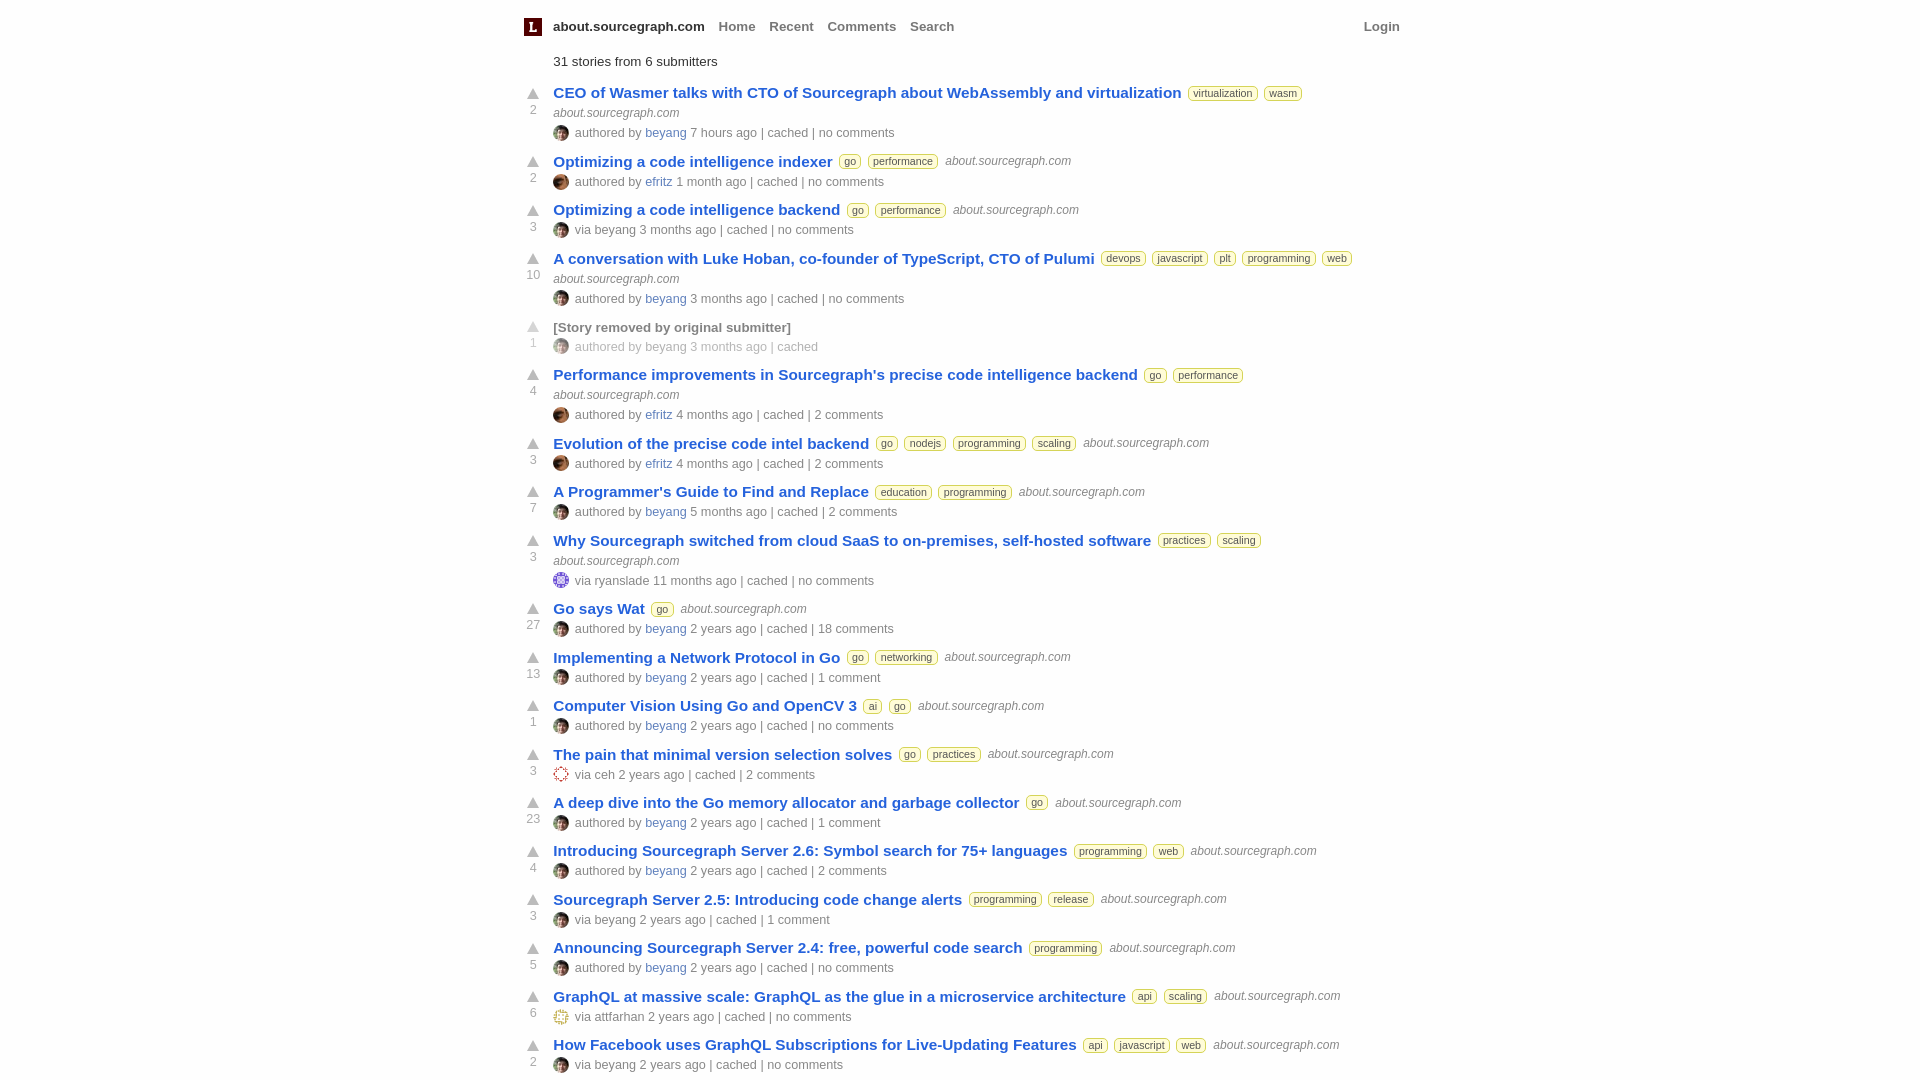 L about.sourcegraph.com Home Recent Comments Search Login
31 stories from 6 submitters
CEO of Wasmer talks with CTO of Sourcegraph about WebAssembly and virtualization virtualization wasm
2
about.sourcegraph.com
authored by beyang 7 hours ago | cached | no comments
Optimizing a code intelligence indexer go performance about.sourcegraph.com
2
authored by efritz 1 month ago | cached | no comments
Optimizing a code intelligence backend go performance about.sourcegraph.com
3
via beyang 3 months ago | cached | no comments
A conversation with Luke Hoban, co-founder of TypeScript, CTO of Pulumi devops javascript plt programming web
10
about.sourcegraph.com
authored by beyang 3 months ago | cached | no comments
[Story removed by original submitter]
1
authored by beyang 3 months ago | cached
Performance improvements in Sourcegraph's precise code intelligence backend go performance
4
about.sourcegraph.com
authored by efritz 4 months ago | cached | 2 comments
Evolution of the precise code intel backend go nodejs programming scaling about.sourcegraph.com
3
authored by efritz 4 months ago | cached | 2 comments
A Programmer's Guide to Find and Replace education programming about.sourcegraph.com
7
authored by beyang 5 months ago | cached | 2 comments
Why Sourcegraph switched from cloud SaaS to on-premises, self-hosted software practices scaling
3
about.sourcegraph.com
via ryanslade 11 months ago | cached | no comments
Go says Wat go about.sourcegraph.com
27
authored by beyang 2 years ago | cached | 18 comments
Implementing a Network Protocol in Go go networking about.sourcegraph.com
13
authored by beyang 2 years ago | cached | 1 comment
Computer Vision Using Go and OpenCV 3 ai go about.sourcegraph.com
1
authored by beyang 2 years ago | cached | no comments
The pain that minimal version selection solves go practices about.sourcegraph.com
3
via ceh 2 years ago | cached | 2 comments
A deep dive into the Go memory allocator and garbage collector go about.sourcegraph.com
23
authored by beyang 2 years ago | cached | 1 comment
Introducing Sourcegraph Server 2.6: Symbol search for 75+ languages programming web about.sourcegraph.com
4
authored by beyang 2 years ago | cached | 2 comments
Sourcegraph Server 2.5: Introducing code change alerts programming release about.sourcegraph.com
3
via beyang 2 years ago | cached | 1 comment
Announcing Sourcegraph Server 2.4: free, powerful code search programming about.sourcegraph.com
5
authored by beyang 2 years ago | cached | no comments
GraphQL at massive scale: GraphQL as the glue in a microservice architecture api scaling about.sourcegraph.com
6
via attfarhan 2 years ago | cached | no comments
How Facebook uses GraphQL Subscriptions for Live-Updating Features api javascript web about.sourcegraph.com
2
via beyang 2 years ago | cached | no comments